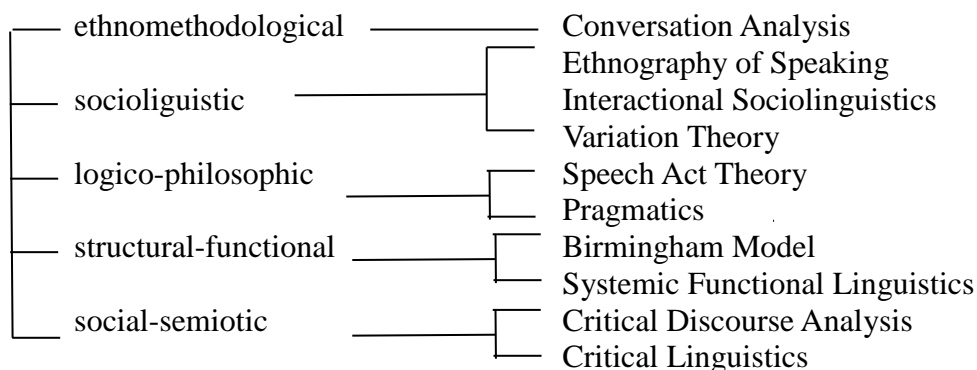 ethnomethodological Conversation Analysis
Ethnography of Speaking
socioliguistic Interactional Sociolinguistics
Variation Theory
logico-philosophic Speech Act Theory
Pragmatics
structural-functional Birmingham Model
Systemic Functional Linguistics
social-semiotic Critical Discourse Analysis
Critical Linguistics